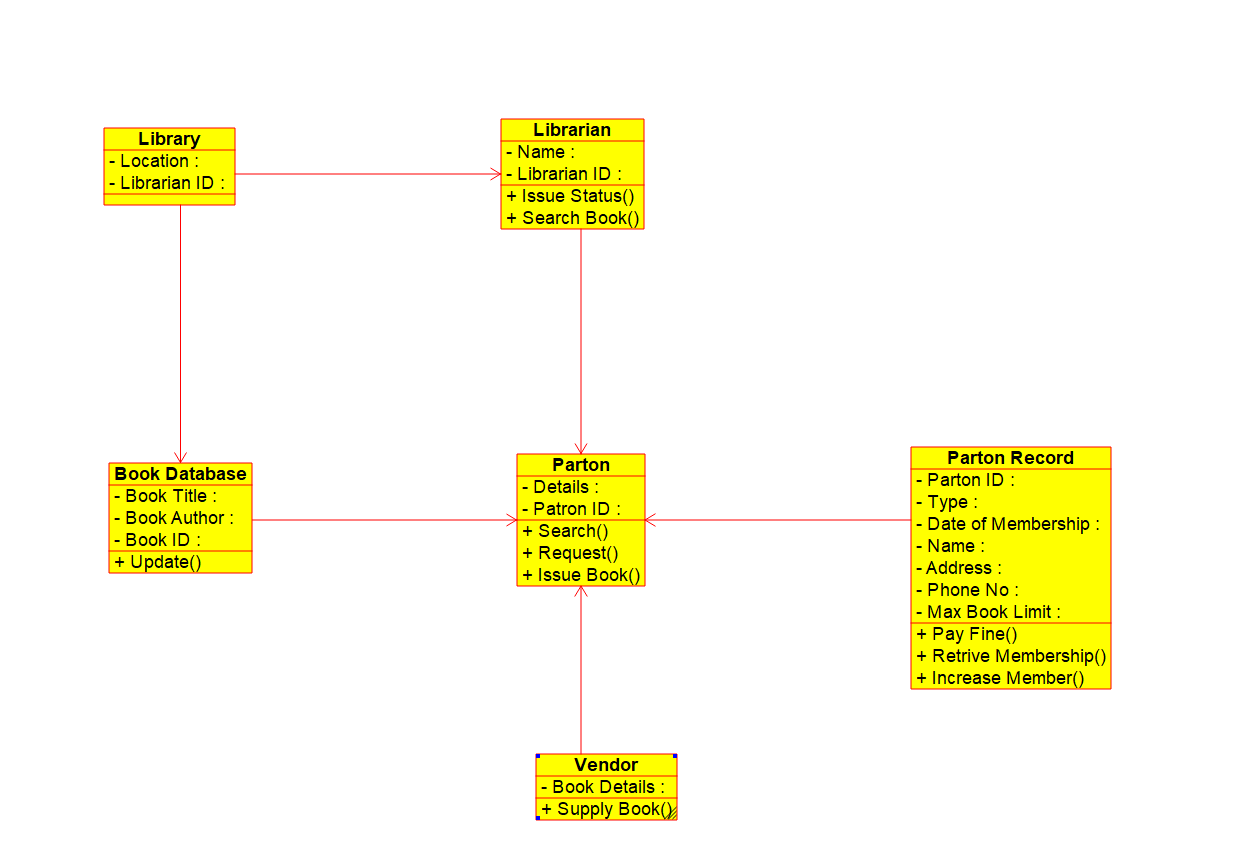 Library
- Location :
- Librarian ID :
Librarian
- Name :
- Librarian ID :
+ Issue Status()
+ Search Book()
Book Database
- Book Title :
- Book Author :
- Book ID :
+ Update()
Parton
- Details :
- Patron ID :
+ Search()
+ Request()
+ Issue Book()
Parton Record
- Parton ID :
- Type :
- Date of Membership :
- Name :
- Address :
- Phone No :
- Max Book Limit :
+ Pay Fine()
+ Retrive Membership()
+ Increase Member()
Vendor
- Book Details :
+ Supply Book()